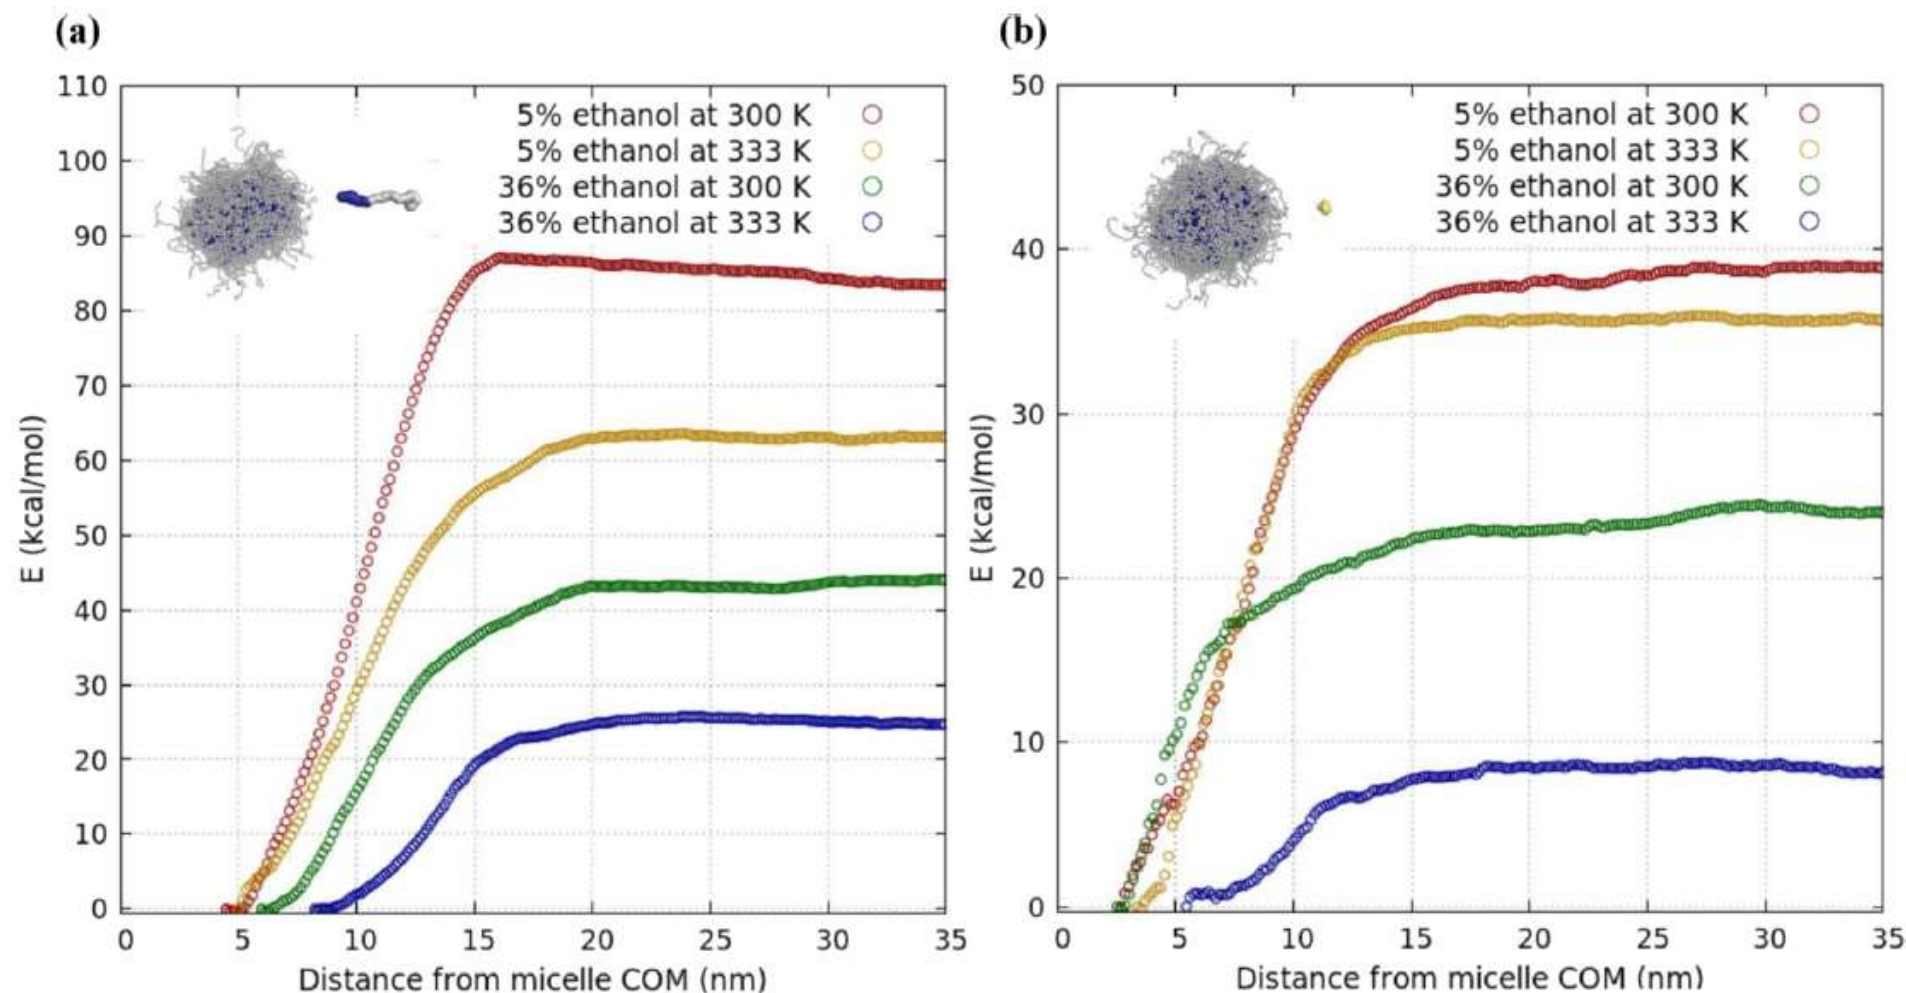 (a)
110
100
90
80
70
60
50
40
30
20
10
0
E (kcal/mol)
5% ethanol at 300 K
5% ethanol at 333 K
36% ethanol at 300 K
36% ethanol at 333 K
0 5 10 15 20 25 30 35
Distance from micelle COM (nm)
(b)
50
40
30
20
10
0
E (kcal/mol)
5% ethanol at 300 K
5% ethanol at 333 K
36% ethanol at 300 K
36% ethanol at 333 K
0 5 10 15 20 25 30 35
Distance from micelle COM (nm)